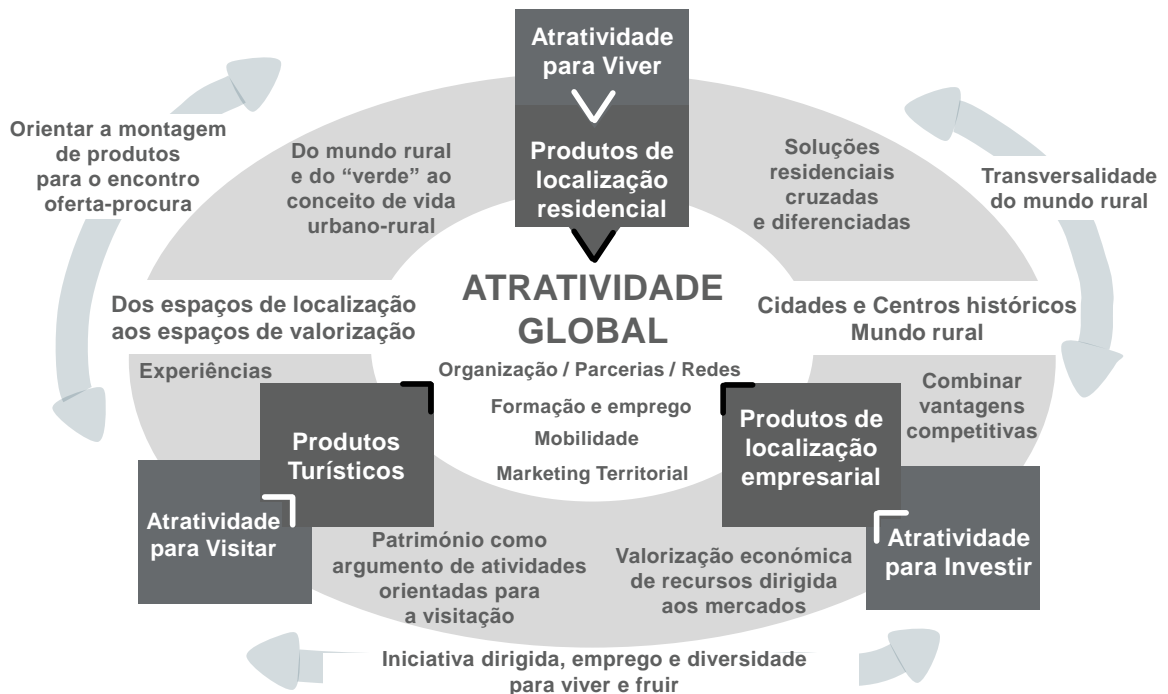 Atratividade
para Viver
Produtos de
localização
residencial
Orientar a montagem
de produtos
para o encontro
oferta-procura
Do mundo rural
e do “verde” ao
conceito de vida
urbano-rural
Soluções
residenciais
cruzadas
e diferenciadas
Transversalidade
do mundo rural
ATRATIVIDADE
GLOBAL
Dos espaços de localização
aos espaços de valorização
Cidades e Centros históricos
Mundo rural
Experiências
Organização / Parcerias / Redes
Formação e emprego
Mobilidade
Marketing Territorial
Combinar
vantagens
competitivas
Produtos
Turísticos
Produtos de
localização
empresarial
Atratividade
para Visitar
Atratividade
para Investir
Património como
argumento de atividades
orientadas para
a visitação
Valorização económica
de recursos dirigida
aos mercados
Iniciativa dirigida, emprego e diversidade
para viver e fruir